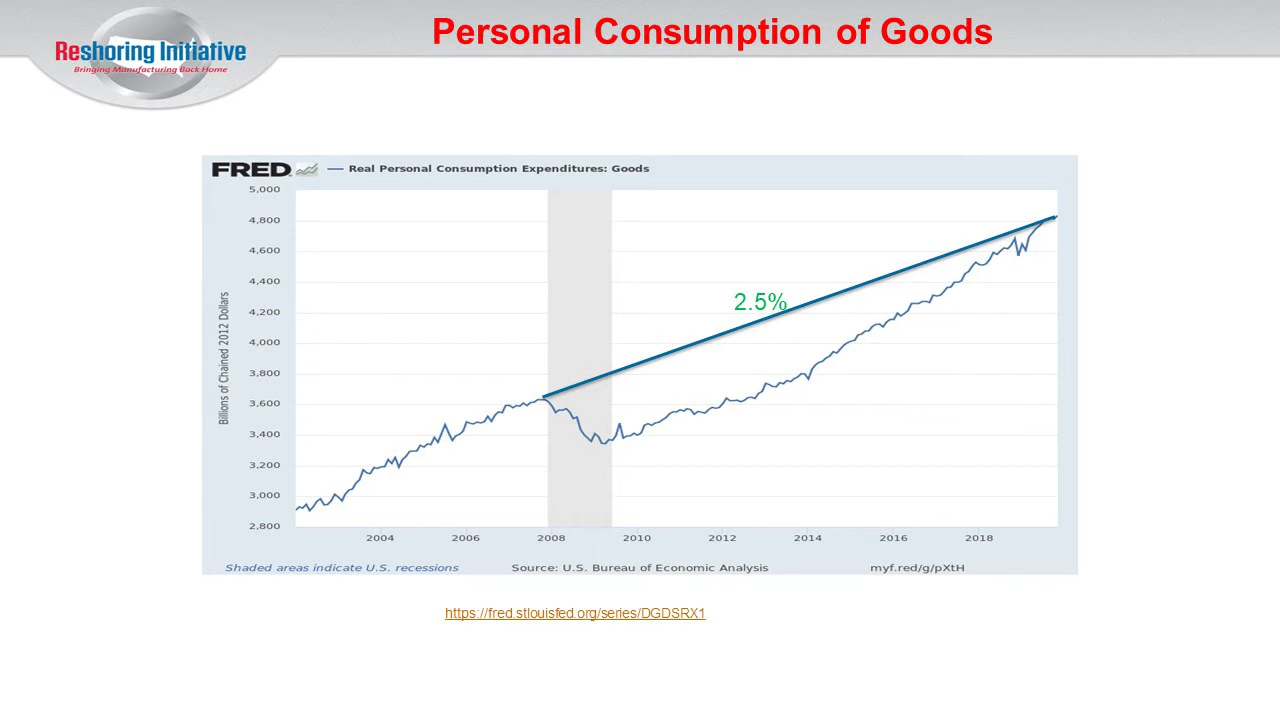 Personal Consumption of Goods
Reshoring Initiative
Bringing Manufacturing Back Home
FRED
Real Personal Consumption Expenditures: Goods
5,000
4,800
4,600
4,400
4,200
4,000
3,800
3,600
3,400
3,200
3,000
2,800
Billions of Chained 2012 Dollars
2.5%
2004 2006 2008 2010 2012 2014 2016 2018
Shaded areas indicate U.S. recessions Source: U.S. Bureau of Economic Analysis myf.red/g/pXtH
https://fred.stlouisfed.org/series/DGDSRX1